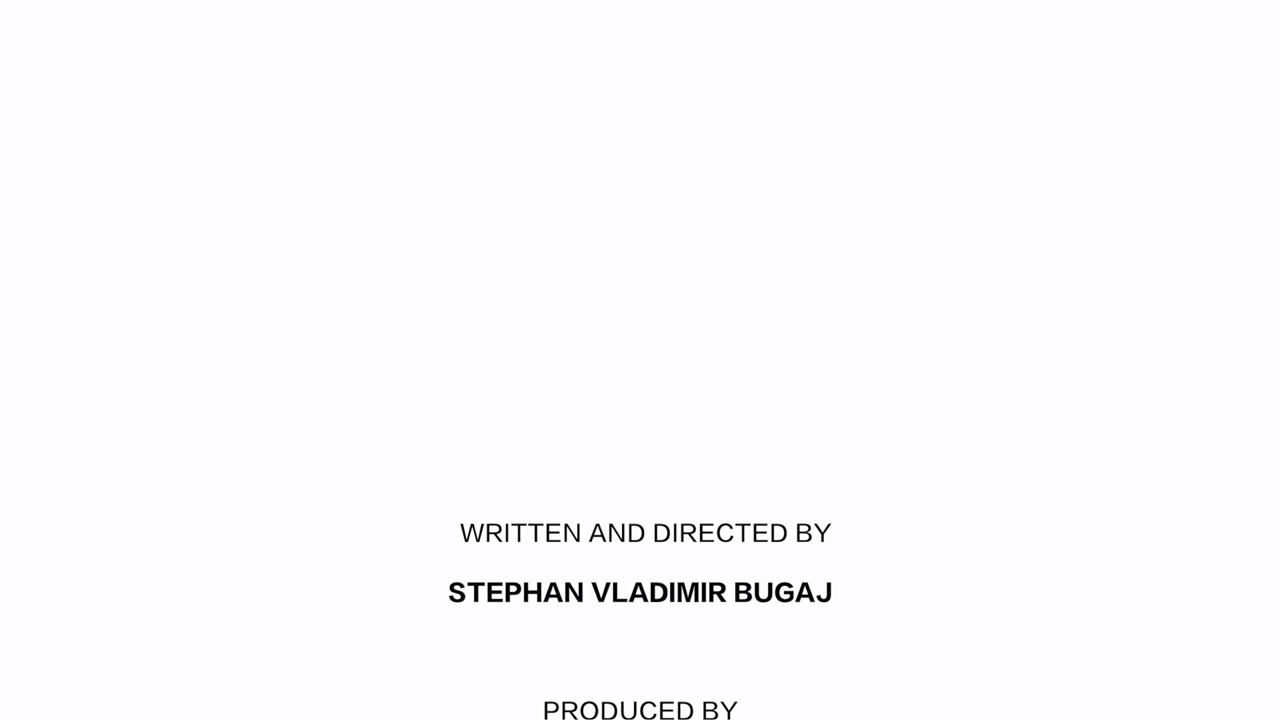 WRITTEN AND DIRECTED BY
STEPHAN VLADIMIR BUGAJ
PRODUCED BY